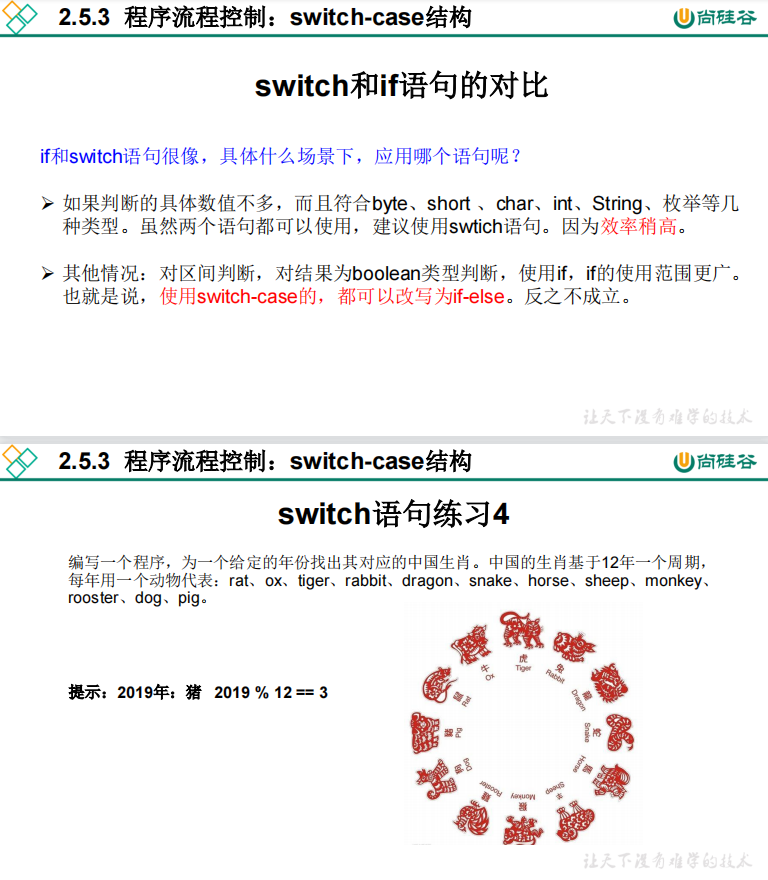 2.5.3 程序流程控制：switch-case结构
尚硅谷
switch和if语句的对比
if和switch语句很像，具体什么场景下，应用哪个语句呢？
➢ 如果判断的具体数值不多，而且符合byte、short 、char、int、String、枚举等几
种类型。虽然两个语句都可以使用，建议使用swtich语句。因为效率稍高。
➢ 其他情况：对区间判断，对结果为boolean类型判断，使用if，if的使用范围更广。
也就是说，使用switch-case的，都可以改写为if-else。反之不成立。
让天下没有难学的技术
2.5.3 程序流程控制：switch-case结构
尚硅谷
switch语句练习4
编写一个程序，为一个给定的年份找出其对应的中国生肖。中国的生肖基于12年一个周期，
每年用一个动物代表：rat、ox、tiger、rabbit、dragon、snake、horse、sheep、monkey、
rooster、dog、pig。
提示：2019年：猪 2019 % 12 == 3
虎
Tiger
兔
Rabbit
龍
Dragon
蛇
Snake
馬
Horse
羊
Sheep
猴
Monkey
雞
Rooster
狗
Dog
豬
Pig
鼠
Rat
牛
Ox
让天下没有难学的技术